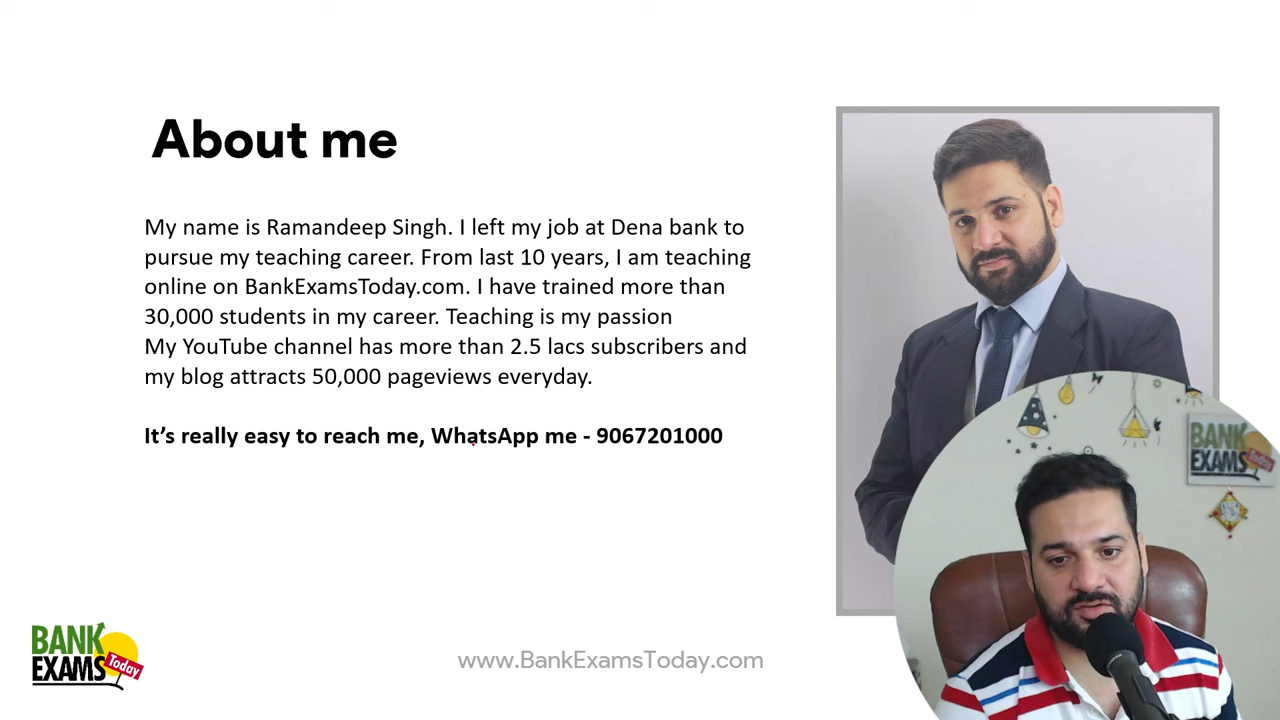 About me
My name is Ramandeep Singh. I left my job at Dena bank to
pursue my teaching career. From last 10 years, I am teaching
online on BankExamsToday.com. I have trained more than
30,000 students in my career. Teaching is my passion
My YouTube channel has more than 2.5 lacs subscribers and
my blog attracts 50,000 pageviews everyday.
It’s really easy to reach me, WhatsApp me - 9067201000
BANK
EXAMS
Today
BANK
EXAMS
Today
www.BankExamsToday.com